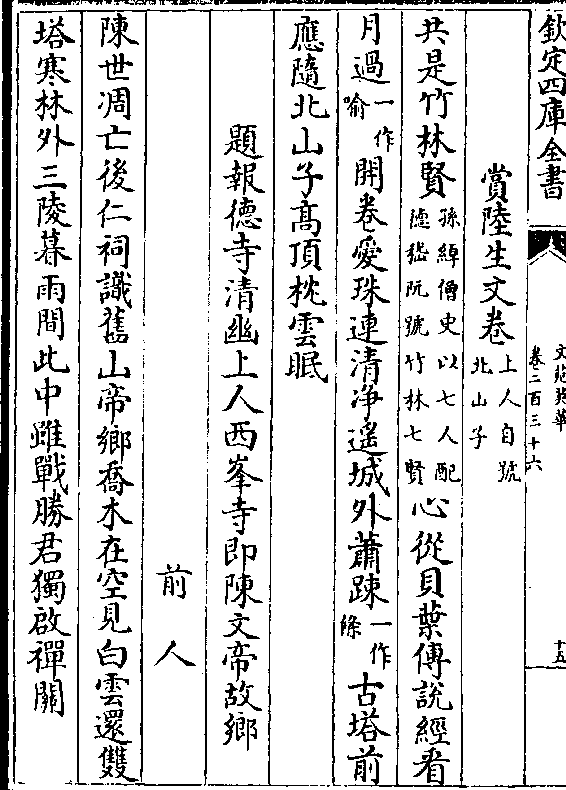 欽定四庫全書
文苑英華
卷二百三十六
十五
賞陸生文卷上人自號北山子
共是竹林賢孫綽僧史以七人配嵇阮號竹林七賢心從貝葉傳說經看
月過一作喻開卷愛珠連清淨遥城外蕭踈一作條古塔前
應隨北山子髙頂枕雲眠
題報德寺清幽上人西峯寺即陳文帝故鄉
前人
陳世凋亡後仁祠識舊山帝鄉喬木在空見白雲還雙
塔寒林外三陵暮雨間此中雖戰勝君獨啟禪關